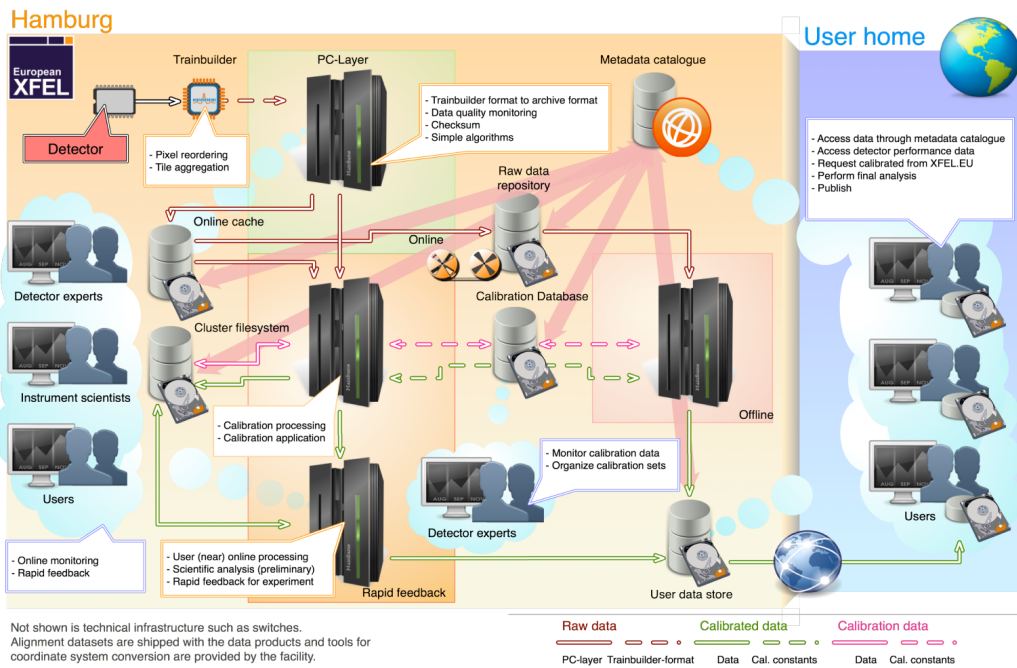 Hamburg
User home
European
XFEL
Trainbuilder
PC-Layer
Metadata catalogue
Detector
- Pixel reordering
- Tile aggregation
- Trainbuilder format to archive format
- Data quality monitoring
- Checksum
- Simple algorithms
- Access data through metadata catalogue
- Access detector performance data
- Request calibrated from XFEL.EU
- Perform final analysis
- Publish
Raw data
repository
Online cache
Online
Detector experts
Calibration Database
Cluster filesystem
Instrument scientists
Offline
- Calibration processing
- Calibration application
- Monitor calibration data
- Organize calibration sets
Users
Detector experts
Users
- Online monitoring
- Rapid feedback
- User (near) online processing
- Scientific analysis (preliminary)
- Rapid feedback for experiment
Rapid feedback
User data store
Not shown is technical infrastructure such as switches.
Alignment datasets are shipped with the data products and tools for
coordinate system conversion are provided by the facility.
Raw data
Calibrated data
Calibration data
PC-layer Trainbuilder-format
Data Cal. constants
Data Cal. constants